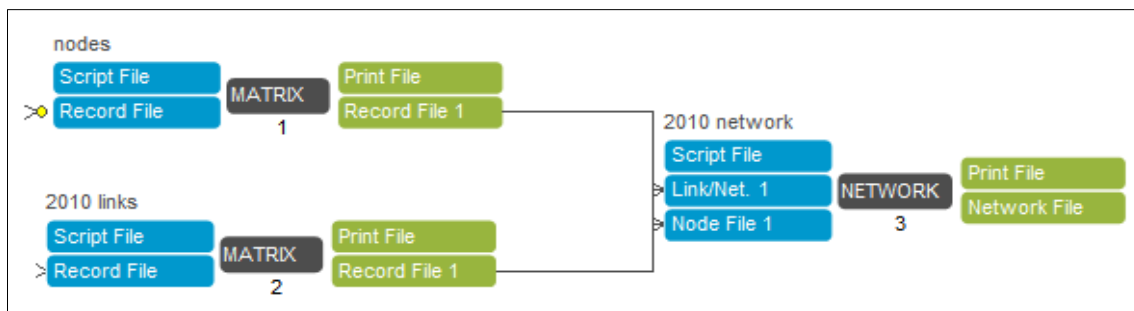 nodes
Script File
Record File
MATRIX
1
Print File
Record File 1
2010 links
Script File
Record File
MATRIX
2
Print File
Record File 1
2010 network
Script File
Link/Net. 1
Node File 1
NETWORK
3
Print File
Network File